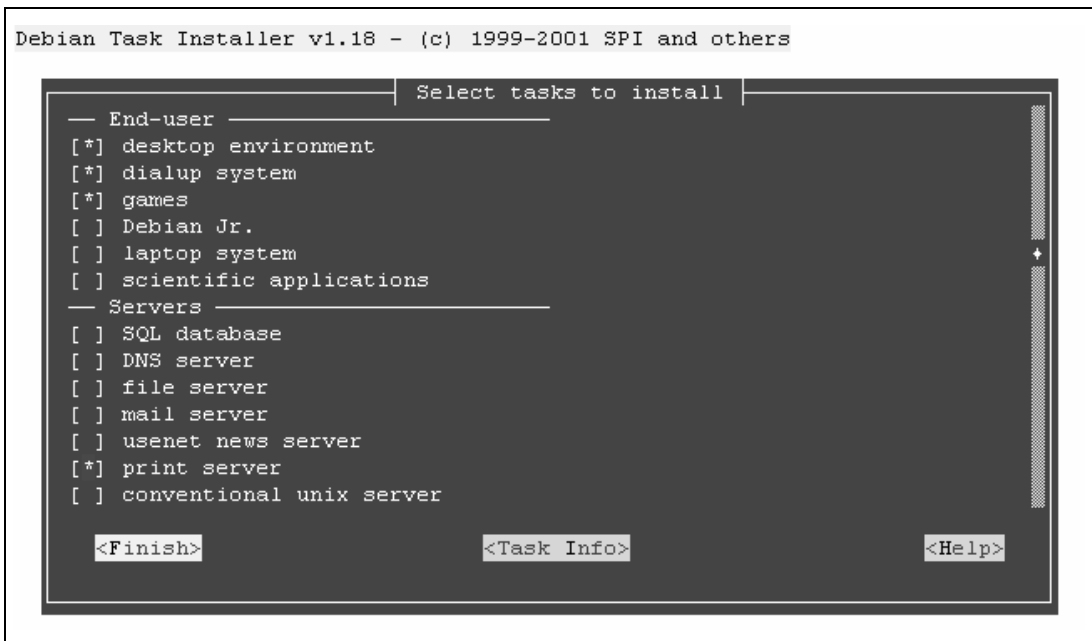 Debian Task Installer v1.18 - (c) 1999-2001 SPI and others
Select tasks to install
End-user
[*] desktop environment
[*] dialup system
[*] games
[ ] Debian Jr.
[ ] laptop system
[ ] scientific applications
Servers
[ ] SQL database
[ ] DNS server
[ ] file server
[ ] mail server
[ ] usenet news server
[*] print server
[ ] conventional unix server
<Finish> <Task Info> <Help>